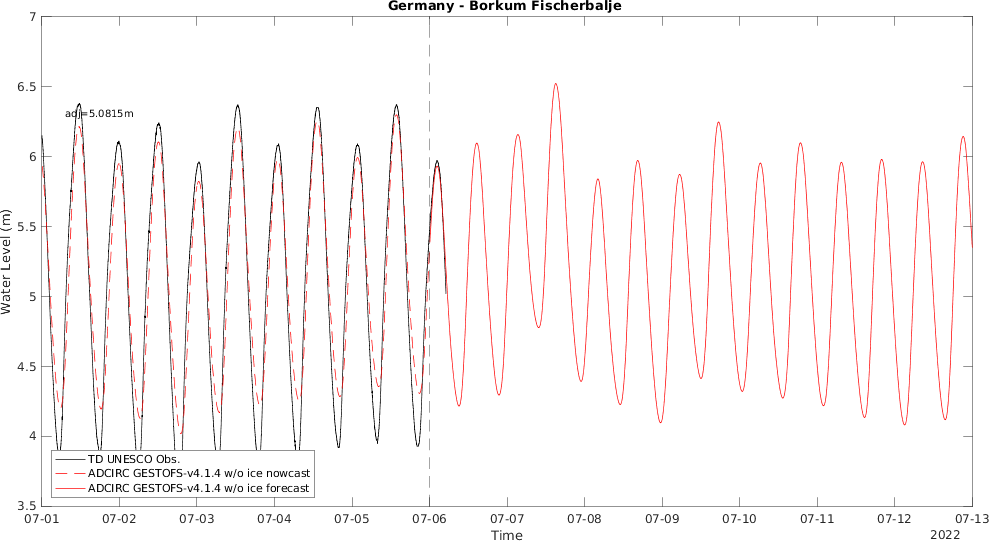 Germany - Borkum Fischerbalje
7
6.5
6
5.5
5
4.5
4
3.5
Water Level (m)
adj=5.0815m
TD UNESCO Obs.
ADCIRC GESTOFS-v4.1.4 w/o ice nowcast
ADCIRC GESTOFS-v4.1.4 w/o ice forecast
07-01 07-02 07-03 07-04 07-05 07-06 07-07 07-08 07-09 07-10 07-11 07-12 07-13
Time
2022